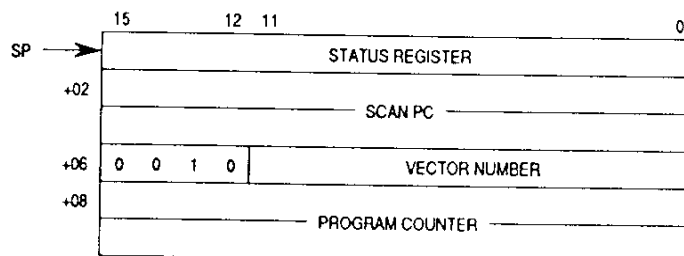 15 12 11 0
SP STATUS REGISTER
+02
SCAN PC
+06 0 0 1 0 VECTOR NUMBER
+08
PROGRAM COUNTER